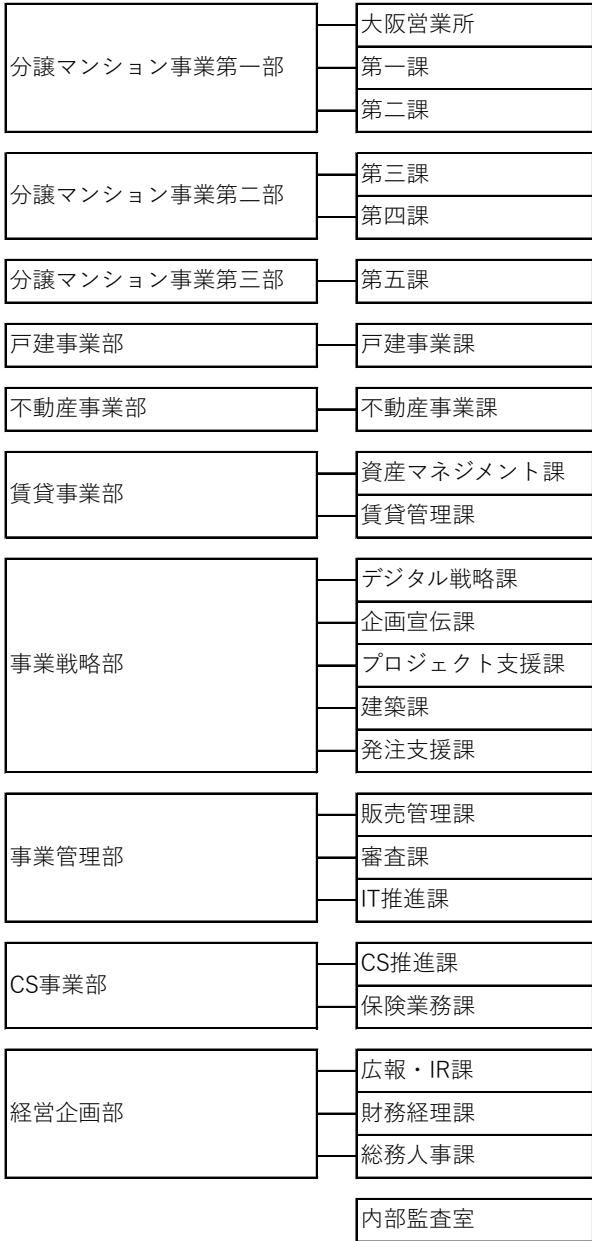 分譲マンション事業第一部
大阪営業所
第一課
第二課
分譲マンション事業第二部
第三課
第四課
分譲マンション事業第三部
第五課
戸建事業部
戸建事業課
不動産事業部
不動産事業課
賃貸事業部
資産マネジメント課
賃貸管理課
事業戦略部
デジタル戦略課
企画宣伝課
プロジェクト支援課
建築課
発注支援課
事業管理部
販売管理課
審査課
IT推進課
CS事業部
CS推進課
保険業務課
経営企画部
広報・IR課
財務経理課
総務人事課
内部監査室